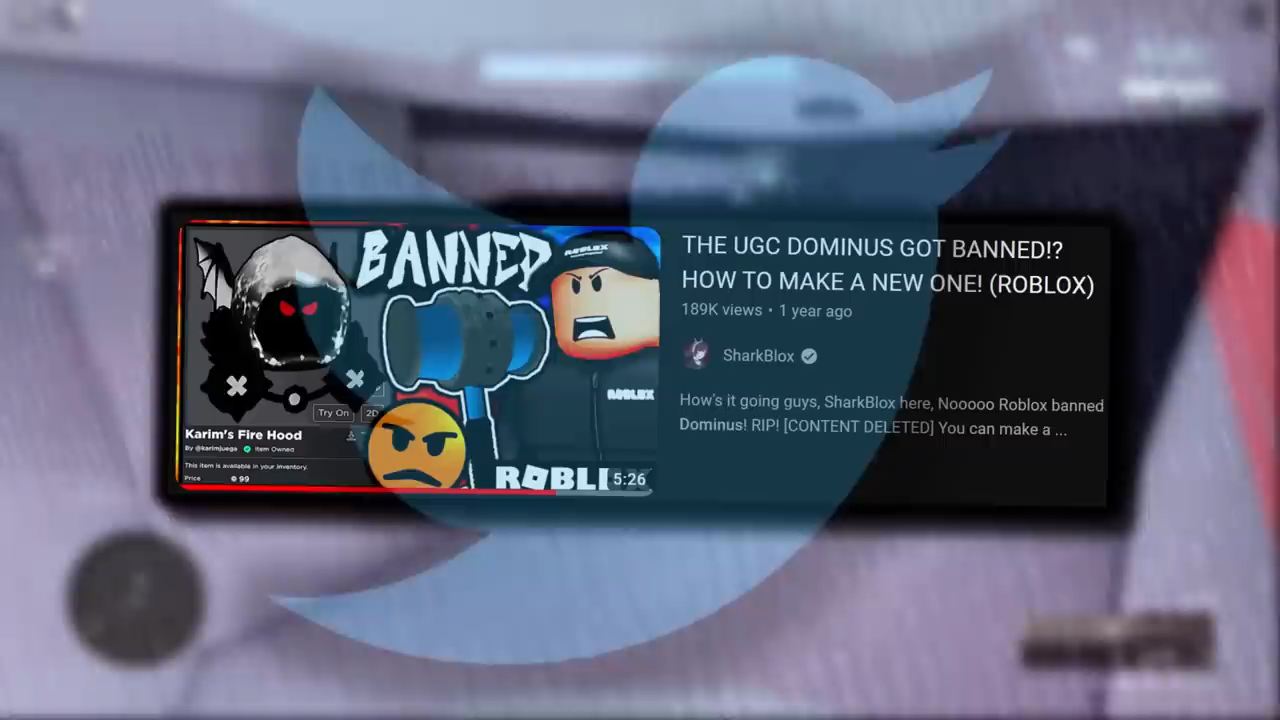 BANNED
ROBLOX
ROBLOX
Try On
2D
Karim's Fire Hood
By @karimjuega Item Owned
This item is available in your inventory.
Price 99
5:26
THE UGC DOMINUS GOT BANNED!?
HOW TO MAKE A NEW ONE! (ROBLOX)
189K views • 1 year ago
SharkBlox
How's it going guys, SharkBlox here, Nooooo Roblox banned
Dominus! RIP! [CONTENT DELETED] You can make a ...